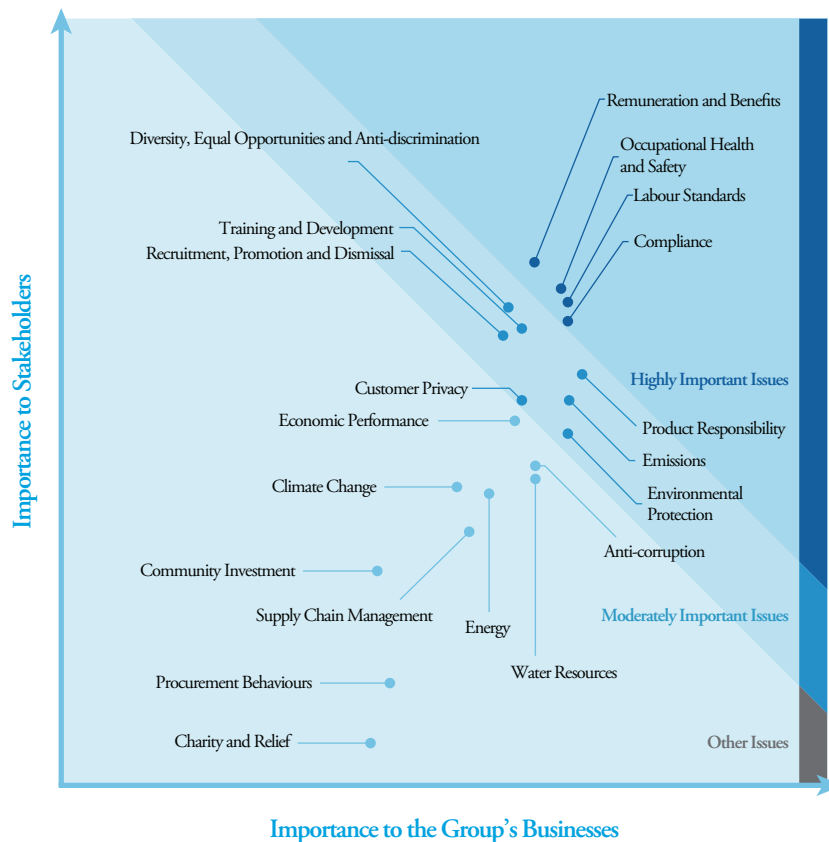 Remuneration and Benefits
Diversity, Equal Opportunities and Anti-discrimination
Occupational Health
and Safety
Labour Standards
Training and Development
Compliance
Recruitment, Promotion and Dismissal
Importance to Stakeholders
Highly Important Issues
Customer Privacy
Economic Performance
Product Responsibility
Emissions
Climate Change
Environmental
Protection
Anti-corruption
Community Investment
Supply Chain Management
Moderately Important Issues
Energy
Water Resources
Procurement Behaviours
Charity and Relief
Other Issues
Importance to the Group's Businesses